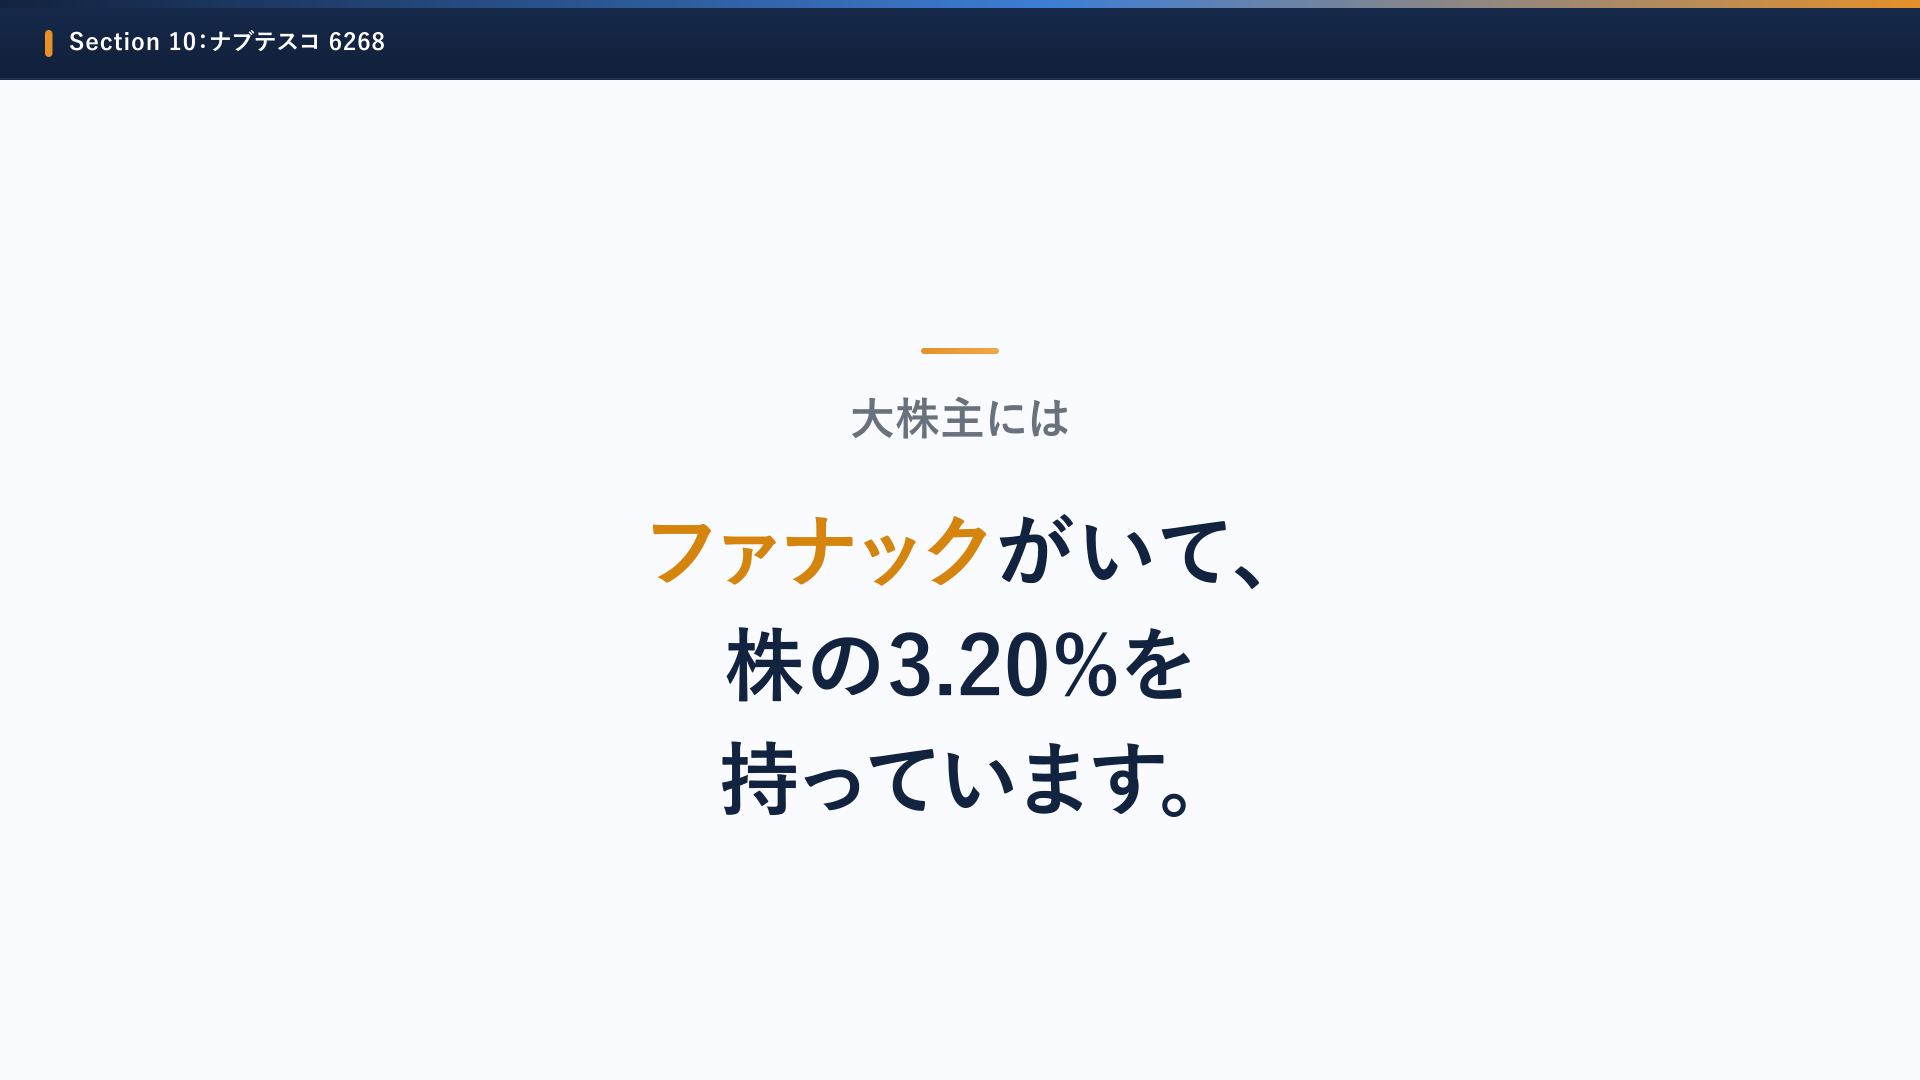 Section 10：ナブテスコ 6268
大株主には
ファナックがいて、
株の3.20%を
持っています。